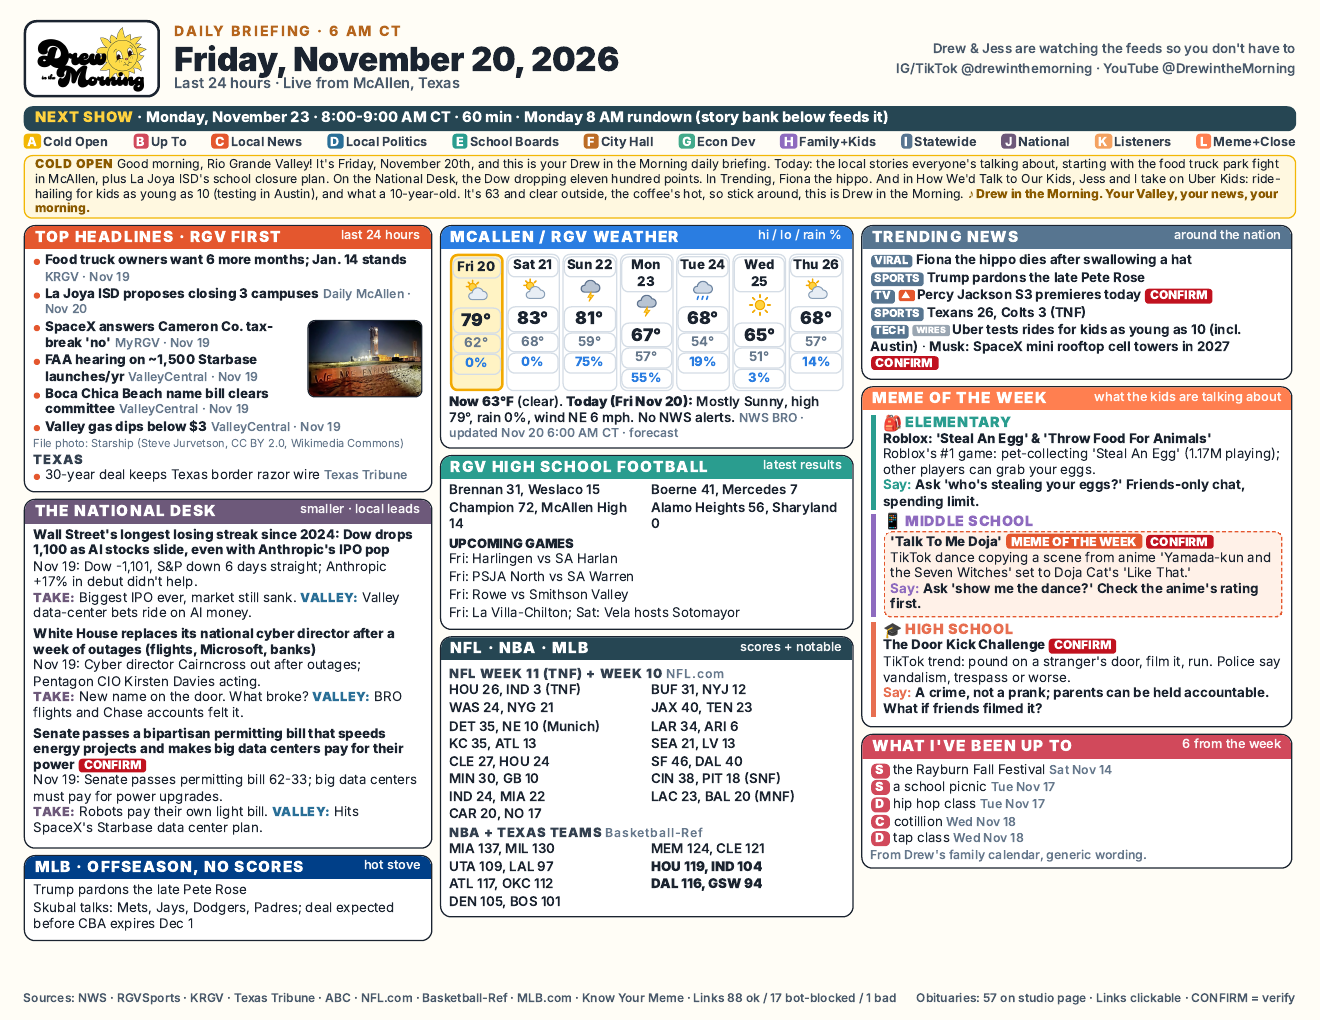 Drew
in the
Morning
DAILY BRIEFING · 6 AM CT
Friday, November 20, 2026
Last 24 hours · Live from McAllen, Texas
Drew & Jess are watching the feeds so you don't have to
IG/TikTok @drewinthemorning · YouTube @DrewintheMorning
NEXT SHOW · Monday, November 23 · 8:00-9:00 AM CT · 60 min · Monday 8 AM rundown (story bank below feeds)
A Cold Open B Up To C Local News D Local Politics E School Boards F City Hall G Econ Dev H Family+Kids I Statewide J National K Listeners L Meme+Close
COLD OPEN Good morning, Rio Grande Valley! It's Friday, November 20th, and this is your Drew in the Morning daily briefing. Today: the local stories everyone's talking about, starting with the food truck park fight
in McAllen, plus La Joya ISD's school closure plan. On the National Desk, the Dow dropping eleven hundred points. In Trending, Fiona the hippo. And in How We'd Talk to Our Kids, Jess and I take on Uber Kids: ride-
hailing for kids as young as 10 (testing in Austin), and what a 10-year-old. It's 63 and clear outside, the coffee's hot, so stick around, this is Drew in the Morning. ♪ Drew in the Morning. Your Valley, your news, your
morning.
TOP HEADLINES · RGV FIRST last 24 hours
• Food truck owners want 6 more months; Jan. 14 stands
KRGV · Nov 19
• La Joya ISD proposes closing 3 campuses Daily McAllen ·
Nov 20
• SpaceX answers Cameron Co. tax-
break 'no' MyRGV · Nov 19
• FAA hearing on ~1,500 Starbase
launches/yr ValleyCentral · Nov 19
• Boca Chica Beach name bill clears
committee ValleyCentral · Nov 19
• Valley gas dips below $3 ValleyCentral · Nov 19
File photo: Starship (Steve Jurvetson, CC BY 2.0, Wikimedia Commons)
TEXAS
• 30-year deal keeps Texas border razor wire Texas Tribune
THE NATIONAL DESK smaller · local leads
Wall Street's longest losing streak since 2024: Dow drops
1,100 as AI stocks slide, even with Anthropic's IPO pop
Nov 19: Dow -1,101, S&P down 6 days straight; Anthropic
+17% in debut didn't help.
TAKE: Biggest IPO ever, market still sank. VALLEY: Valley
data-center bets ride on AI money.
White House replaces its national cyber director after a
week of outages (flights, Microsoft, banks)
Nov 19: Cyber director Cairncross out after outages;
Pentagon CIO Kirsten Davies acting.
TAKE: New name on the door. What broke? VALLEY: BRO
flights and Chase accounts felt it.
Senate passes a bipartisan permitting bill that speeds
energy projects and makes big data centers pay for their
power CONFIRM
Nov 19: Senate passes permitting bill 62-33; big data centers
must pay for power upgrades.
TAKE: Robots pay their own light bill. VALLEY: Hits
SpaceX's Starbase data center plan.
MLB · OFFSEASON, NO SCORES hot stove
Trump pardons the late Pete Rose
Skubal talks: Mets, Jays, Dodgers, Padres; deal expected
before CBA expires Dec 1
MCALLEN / RGV WEATHER hi / lo / rain %
Fri 20 79° 62° 0%
Sat 21 83° 68° 0%
Sun 22 81° 59° 75%
Mon 23 67° 57° 55%
Tue 24 68° 54° 19%
Wed 25 65° 51° 3%
Thu 26 68° 57° 14%
Now 63°F (clear). Today (Fri Nov 20): Mostly Sunny, high
79°, rain 0%, wind NE 6 mph. No NWS alerts. NWS BRO ·
updated Nov 20 6:00 AM CT · forecast
RGV HIGH SCHOOL FOOTBALL latest results
Brennan 31, Weslaco 15
Boerne 41, Mercedes 7
Champion 72, McAllen High
14
Alamo Heights 56, Sharyland
0
UPCOMING GAMES
Fri: Harlingen vs SA Harlan
Fri: PSJA North vs SA Warren
Fri: Rowe vs Smithson Valley
Fri: La Villa-Chilton; Sat: Vela hosts Sotomayor
NFL · NBA · MLB scores + notable
NFL WEEK 11 (TNF) + WEEK 10 NFL.com
HOU 26, IND 3 (TNF) BUF 31, NYJ 12
WAS 24, NYG 21 JAX 40, TEN 23
DET 35, NE 10 (Munich) LAR 34, ARI 6
KC 35, ATL 13 SEA 21, LV 13
CLE 27, HOU 24 SF 46, DAL 40
MIN 30, GB 10 CIN 38, PIT 18 (SNF)
IND 24, MIA 22 LAC 23, BAL 20 (MNF)
CAR 20, NO 17
NBA + TEXAS TEAMS Basketball-Ref
MIA 137, MIL 130 MEM 124, CLE 121
UTA 109, LAL 97 HOU 119, IND 104
ATL 117, OKC 112 DAL 116, GSW 94
DEN 105, BOS 101
TRENDING NEWS around the nation
VIRAL Fiona the hippo dies after swallowing a hat
SPORTS Trump pardons the late Pete Rose
TV ▲ Percy Jackson S3 premieres today CONFIRM
SPORTS Texans 26, Colts 3 (TNF)
TECH WIRES Uber tests rides for kids as young as 10 (incl.
Austin) · Musk: SpaceX mini rooftop cell towers in 2027
CONFIRM
MEME OF THE WEEK what the kids are talking about
ELEMENTARY
Roblox: 'Steal An Egg' & 'Throw Food For Animals'
Roblox's #1 game: pet-collecting 'Steal An Egg' (1.17M playing);
other players can grab your eggs.
Say: Ask 'who's stealing your eggs?' Friends-only chat,
spending limit.
MIDDLE SCHOOL
'Talk To Me Doja' MEME OF THE WEEK CONFIRM
TikTok dance copying a scene from anime 'Yamada-kun and
the Seven Witches' set to Doja Cat's 'Like That.'
Say: Ask 'show me the dance?' Check the anime's rating
first.
HIGH SCHOOL
The Door Kick Challenge CONFIRM
TikTok trend: pound on a stranger's door, film it, run. Police say
vandalism, trespass or worse.
Say: A crime, not a prank; parents can be held accountable.
What if friends filmed it?
WHAT I'VE BEEN UP TO 6 from the week
S the Rayburn Fall Festival Sat Nov 14
S a school picnic Tue Nov 17
D hip hop class Tue Nov 17
C cotillion Wed Nov 18
D tap class Wed Nov 18
From Drew's family calendar, generic wording.
Sources: NWS · RGVSports · KRGV · Texas Tribune · ABC · NFL.com · Basketball-Ref · MLB.com · Know Your Meme · Links 88 ok / 17 bot-blocked / 1 bad
Obituaries: 57 on studio page · Links clickable · CONFIRM = verify